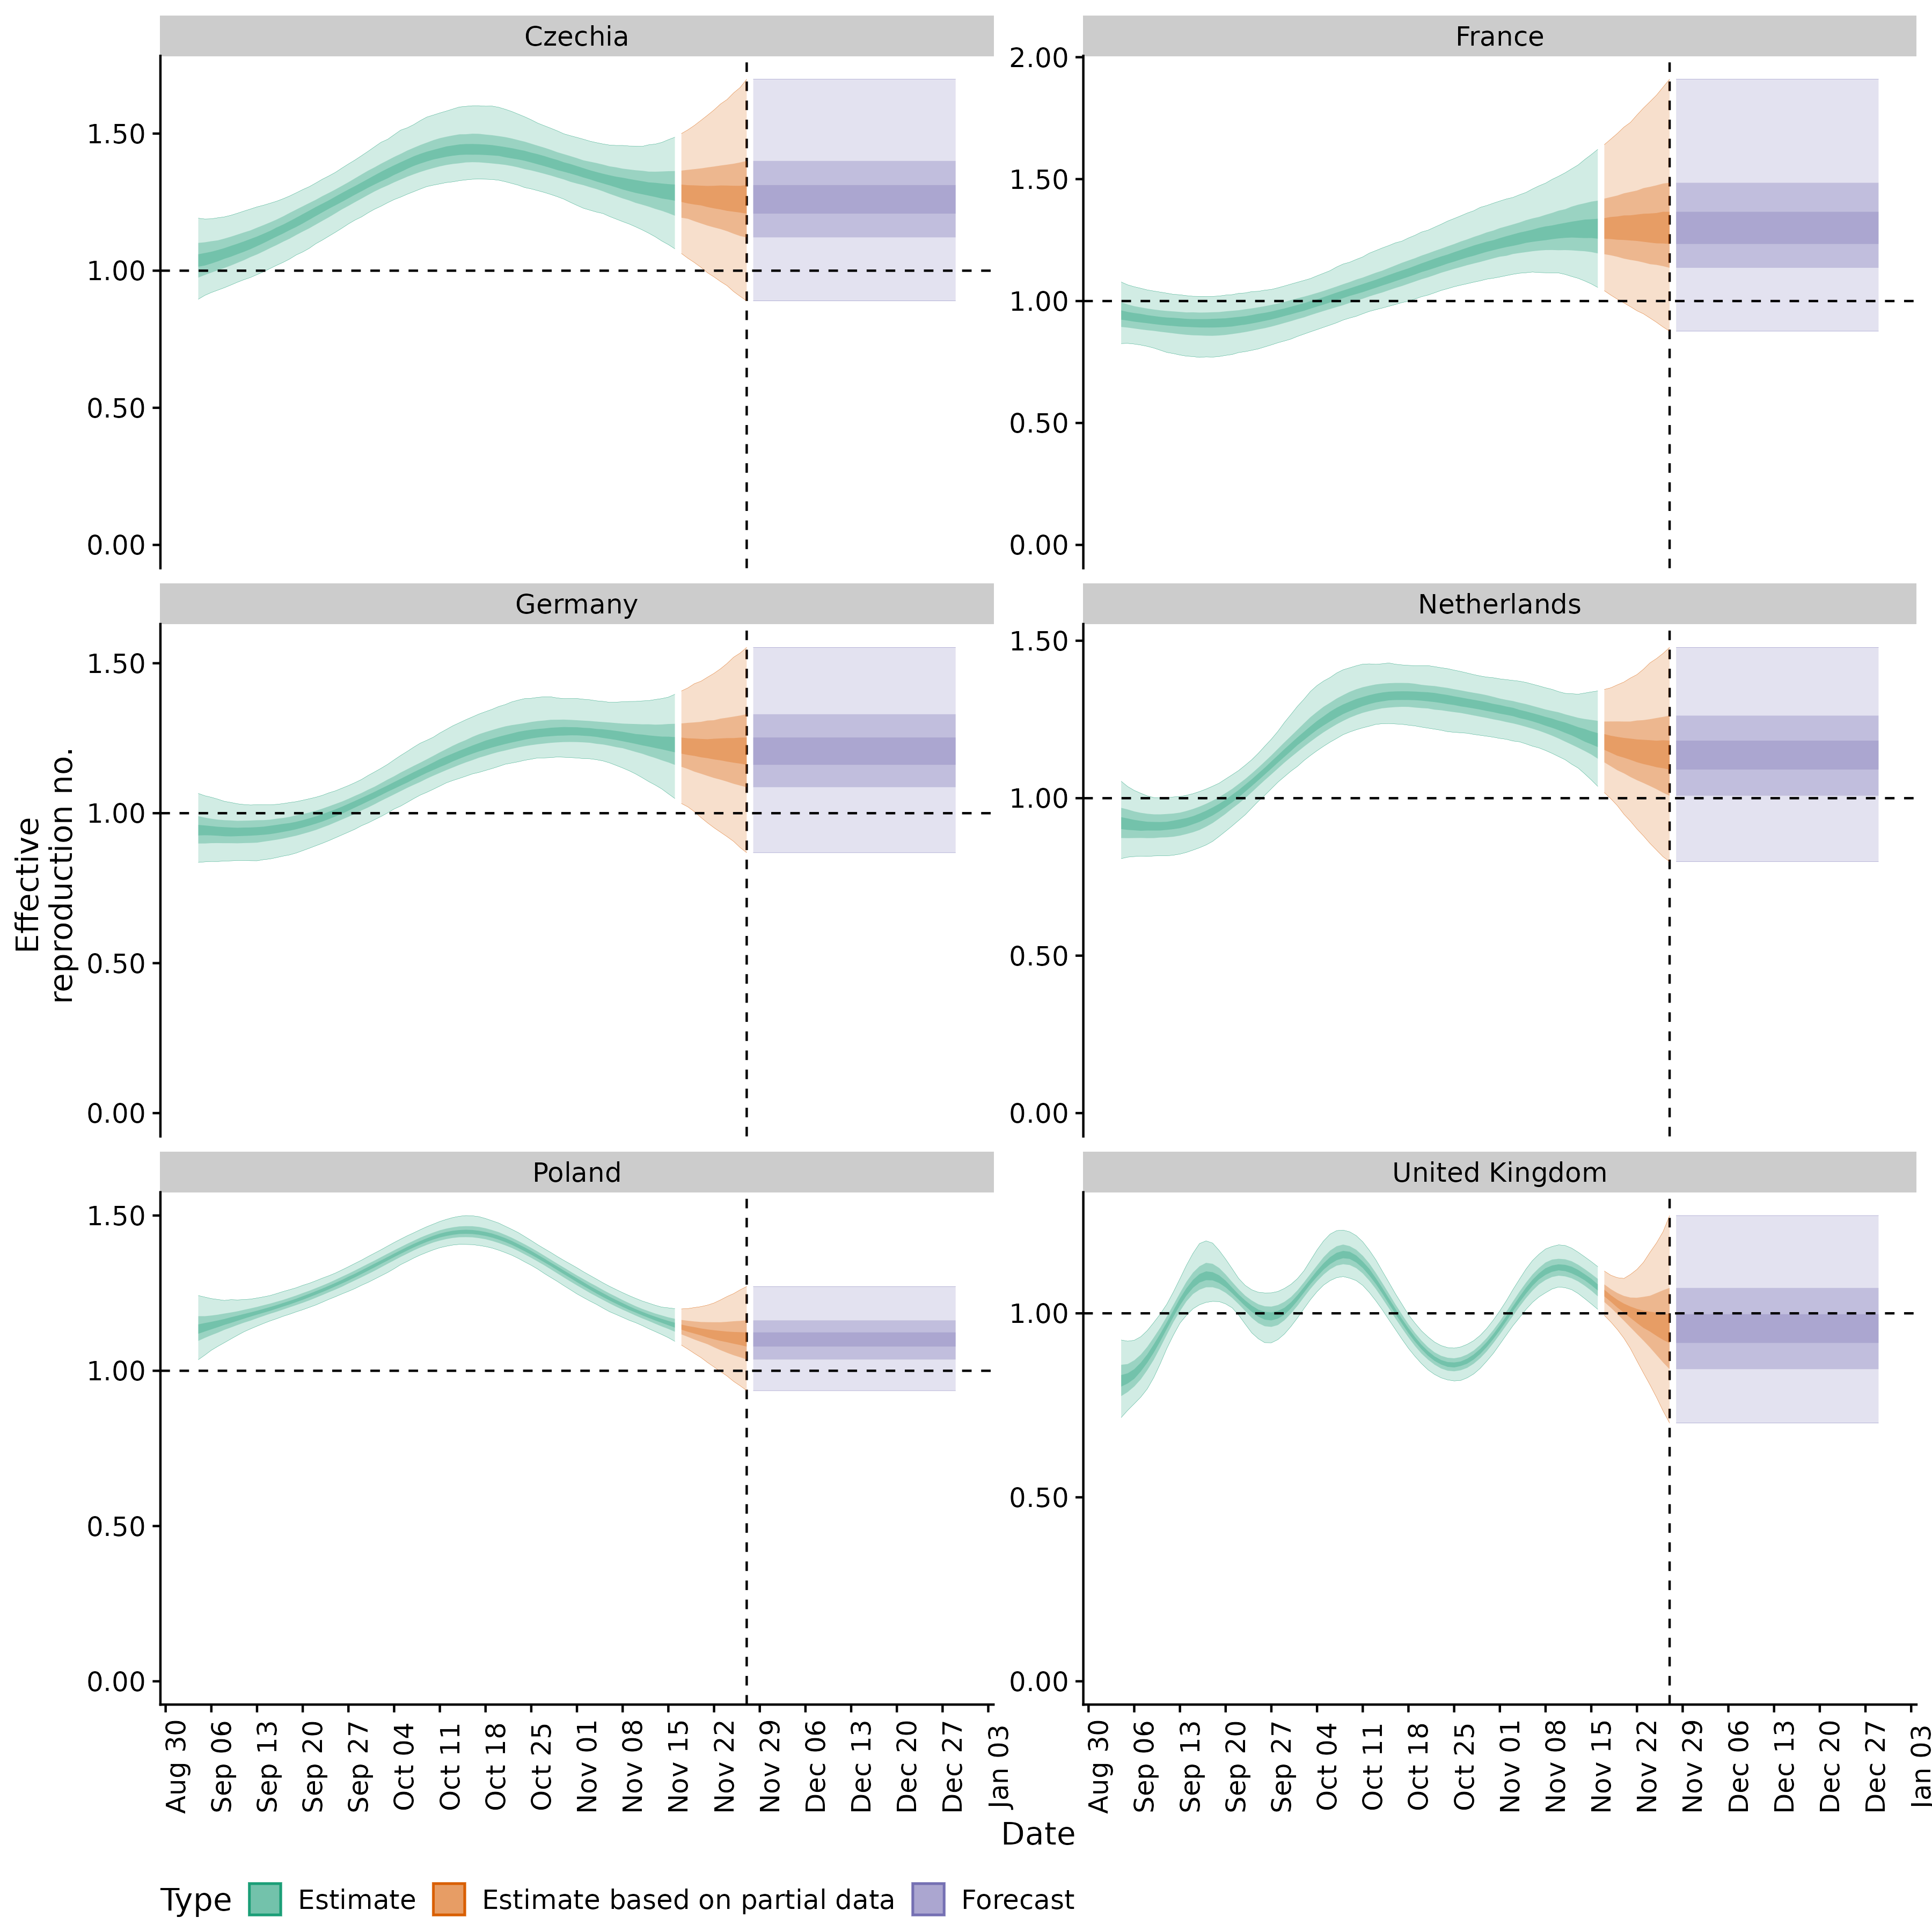 Czechia
France
1.50
1.00
0.50
0.00
2.00
1.50
1.00
0.50
0.00
Germany
Netherlands
1.50
1.00
0.50
0.00
1.50
1.00
0.50
0.00
Effective
reproduction no.
Poland
United Kingdom
1.50
1.00
0.50
0.00
1.00
0.50
0.00
Aug 30
Sep 06
Sep 13
Sep 20
Sep 27
Oct 04
Oct 11
Oct 18
Oct 25
Nov 01
Nov 08
Nov 15
Nov 22
Nov 29
Dec 06
Dec 13
Dec 20
Dec 27
Jan 03
Aug 30
Sep 06
Sep 13
Sep 20
Sep 27
Oct 04
Oct 11
Oct 18
Oct 25
Nov 01
Nov 08
Nov 15
Nov 22
Nov 29
Dec 06
Dec 13
Dec 20
Dec 27
Jan 03
Date
Type Estimate Estimate based on partial data Forecast